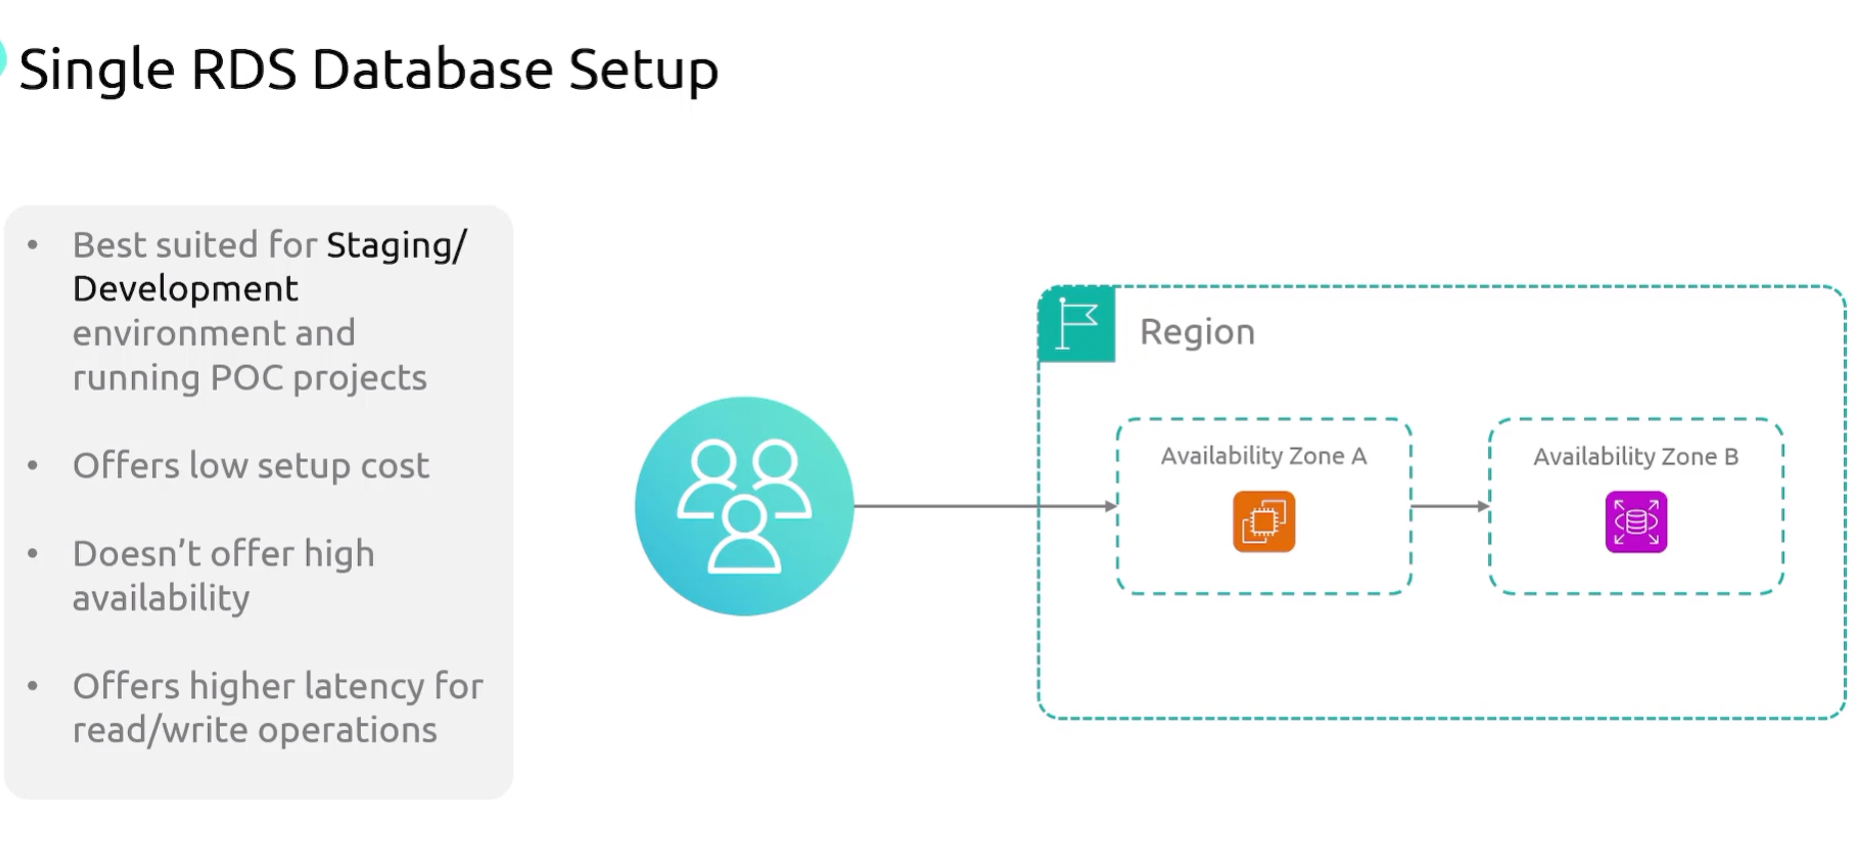 Single RDS Database Setup
• Best suited for Staging/
Development
environment and
running POC projects
• Offers low setup cost
• Doesn’t offer high
availability
• Offers higher latency for
read/write operations
Region
Availability Zone A
Availability Zone B